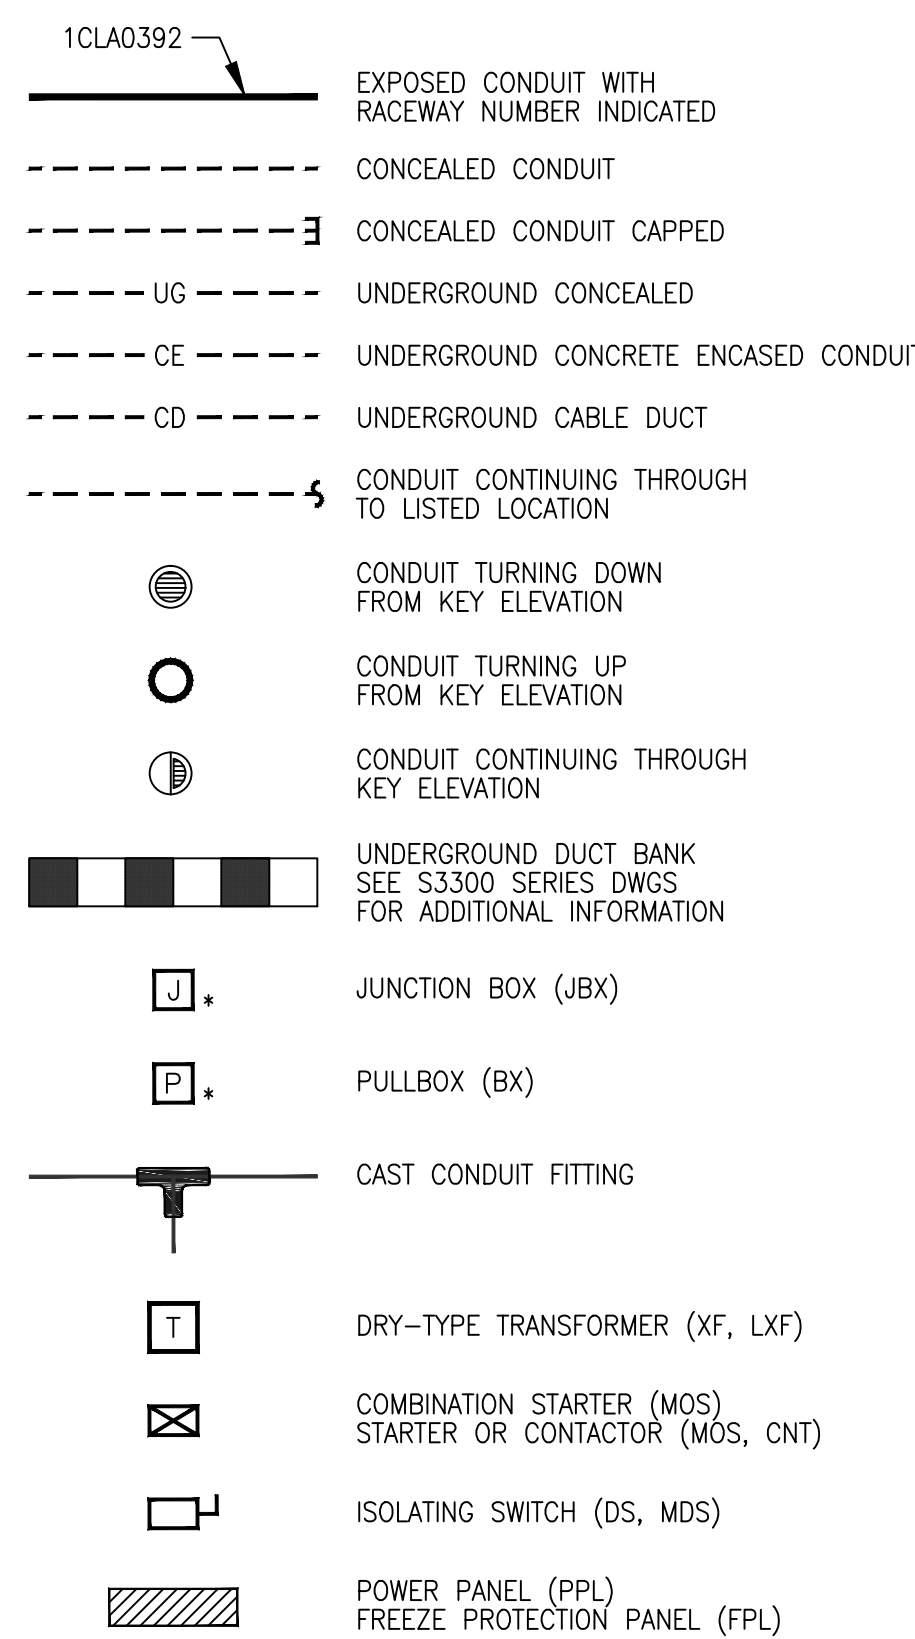 1CLA0392
EXPOSED CONDUIT WITH
RACEWAY NUMBER INDICATED
CONCEALED CONDUIT
CONCEALED CONDUIT CAPPED
UG UNDERGROUND CONCEALED
CE UNDERGROUND CONCRETE ENCASED CONDUIT
CD UNDERGROUND CABLE DUCT
CONDUIT CONTINUING THROUGH
TO LISTED LOCATION
CONDUIT TURNING DOWN
FROM KEY ELEVATION
CONDUIT TURNING UP
FROM KEY ELEVATION
CONDUIT CONTINUING THROUGH
KEY ELEVATION
UNDERGROUND DUCT BANK
SEE S3300 SERIES DWGS
FOR ADDITIONAL INFORMATION
J * JUNCTION BOX (JBX)
P * PULLBOX (BX)
CAST CONDUIT FITTING
T DRY-TYPE TRANSFORMER (XF, LXF)
COMBINATION STARTER (MOS)
STARTER OR CONTACTOR (MOS, CNT)
ISOLATING SWITCH (DS, MDS)
POWER PANEL (PPL)
FREEZE PROTECTION PANEL (FPL)